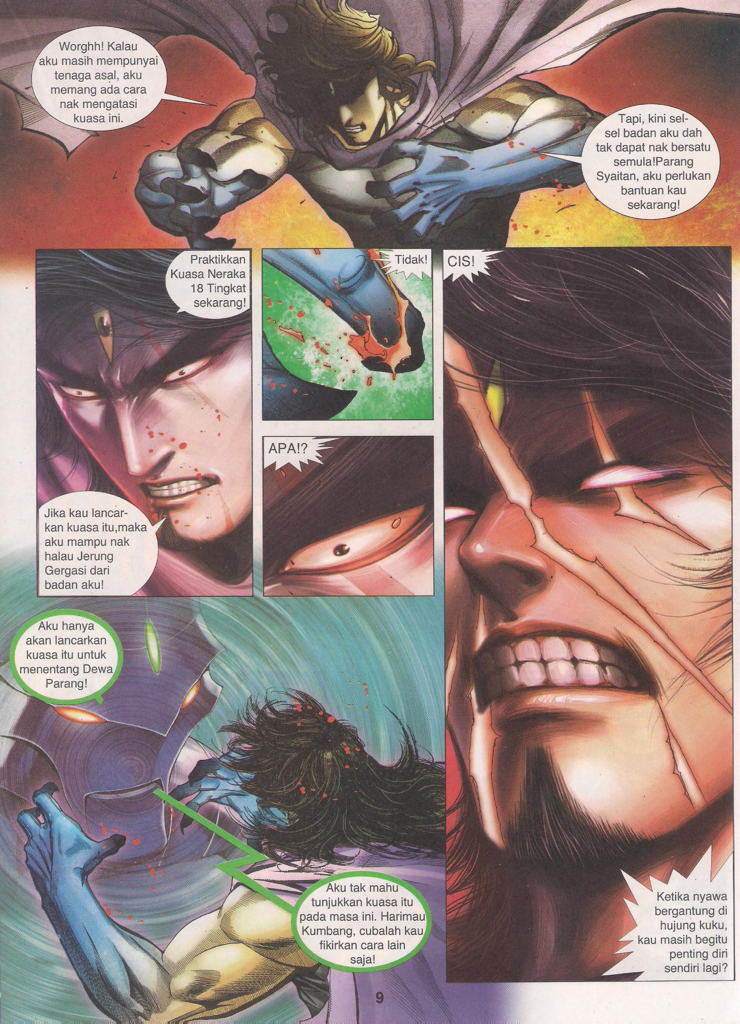 Worghh! Kalau
aku masih mempunyai
tenaga asal, aku
memang ada cara
nak mengatasi
kuasa ini.
Tapi, kini sel-
sel badan aku dah
tak dapat nak bersatu
semula!Parang
Syaitan, aku perlukan
bantuan kau
sekarang!
Praktikkan
Kuasa Neraka
18 Tingkat
sekarang!
Jika kau lancar-
kan kuasa itu,maka
aku mampu nak
halau Jerung
Gergasi dari
badan aku!
Tidak!
APA!?
CIS!
Ketika nyawa
bergantung di
hujung kuku,
kau masih begitu
penting diri
sendiri lagi?
Aku hanya
akan lancarkan
kuasa itu untuk
menentang Dewa
Parang!
Aku tak mahu
tunjukkan kuasa itu
pada masa ini. Harimau
Kumbang, cubalah kau
fikirkan cara lain
saja!
9